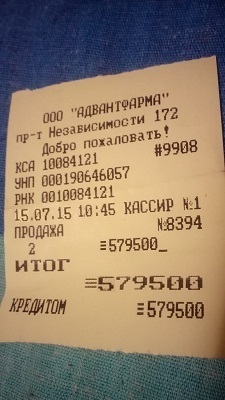 ООО "АДВАНТФАРМА"
пр-т Независимости 172
Добро пожаловать!
КСА 10084121 #9908
УНП 000190646057
РНК 0010084121
15.07.15 10:45 КАССИР №1
ПРОДАЖА №8394
2 ≡579500_
ИТОГ
≡579500
КРЕДИТОМ ≡579500